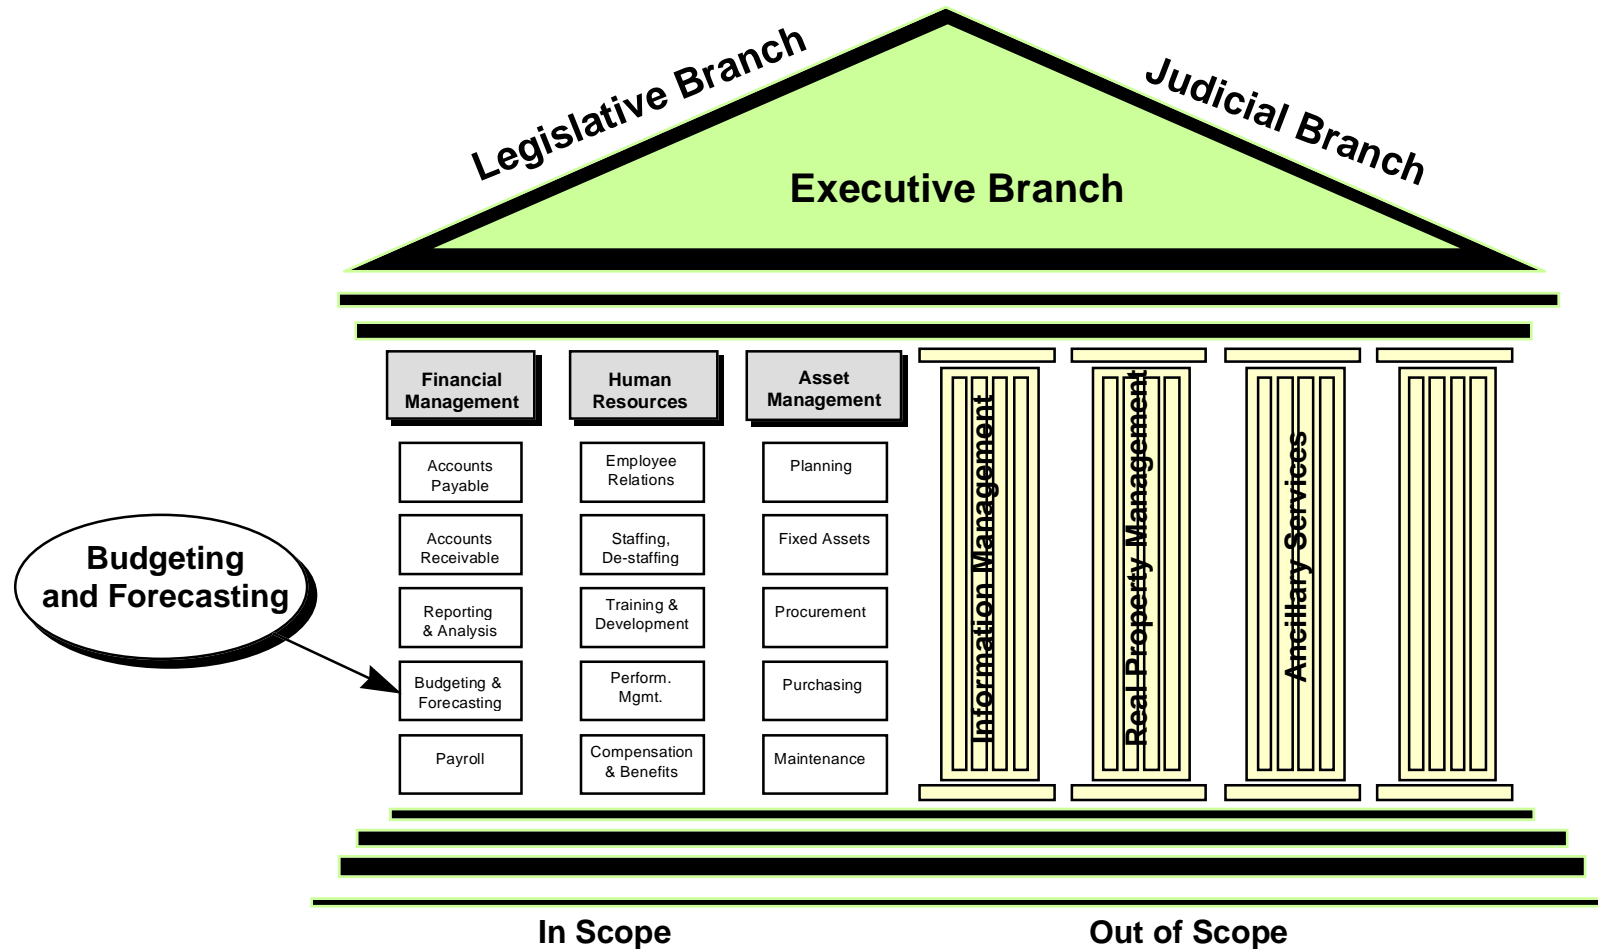 Legislative Branch
Judicial Branch
Executive Branch
Financial
Management
Human
Resources
Asset
Management
Accounts
Payable
Accounts
Receivable
Reporting
& Analysis
Budgeting &
Forecasting
Payroll
Employee
Relations
Staffing,
De-staffing
Training &
Development
Perform.
Mgmt.
Compensation
& Benefits
Planning
Fixed Assets
Procurement
Purchasing
Maintenance
Information Management
Real Property Management
Ancillary Services
Budgeting
and Forecasting
In Scope
Out of Scope